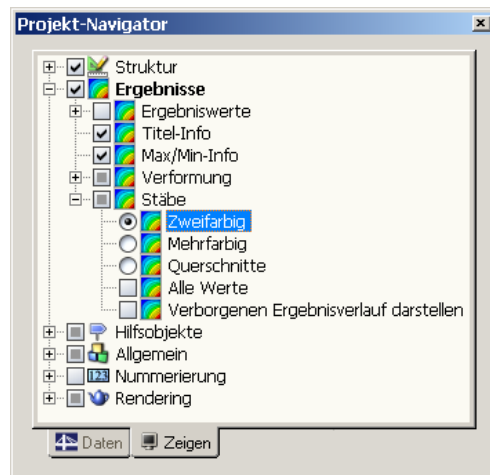 Projekt-Navigator
Struktur
Ergebnisse
Ergebniswerte
Titel-Info
Max/Min-Info
Verformung
Stäbe
Zweifarbig
Mehrfarbig
Querschnitte
Alle Werte
Verborgenen Ergebnisverlauf darstellen
Hilfsobjekte
Allgemein
123 Nummerierung
Rendering
Daten Zeigen